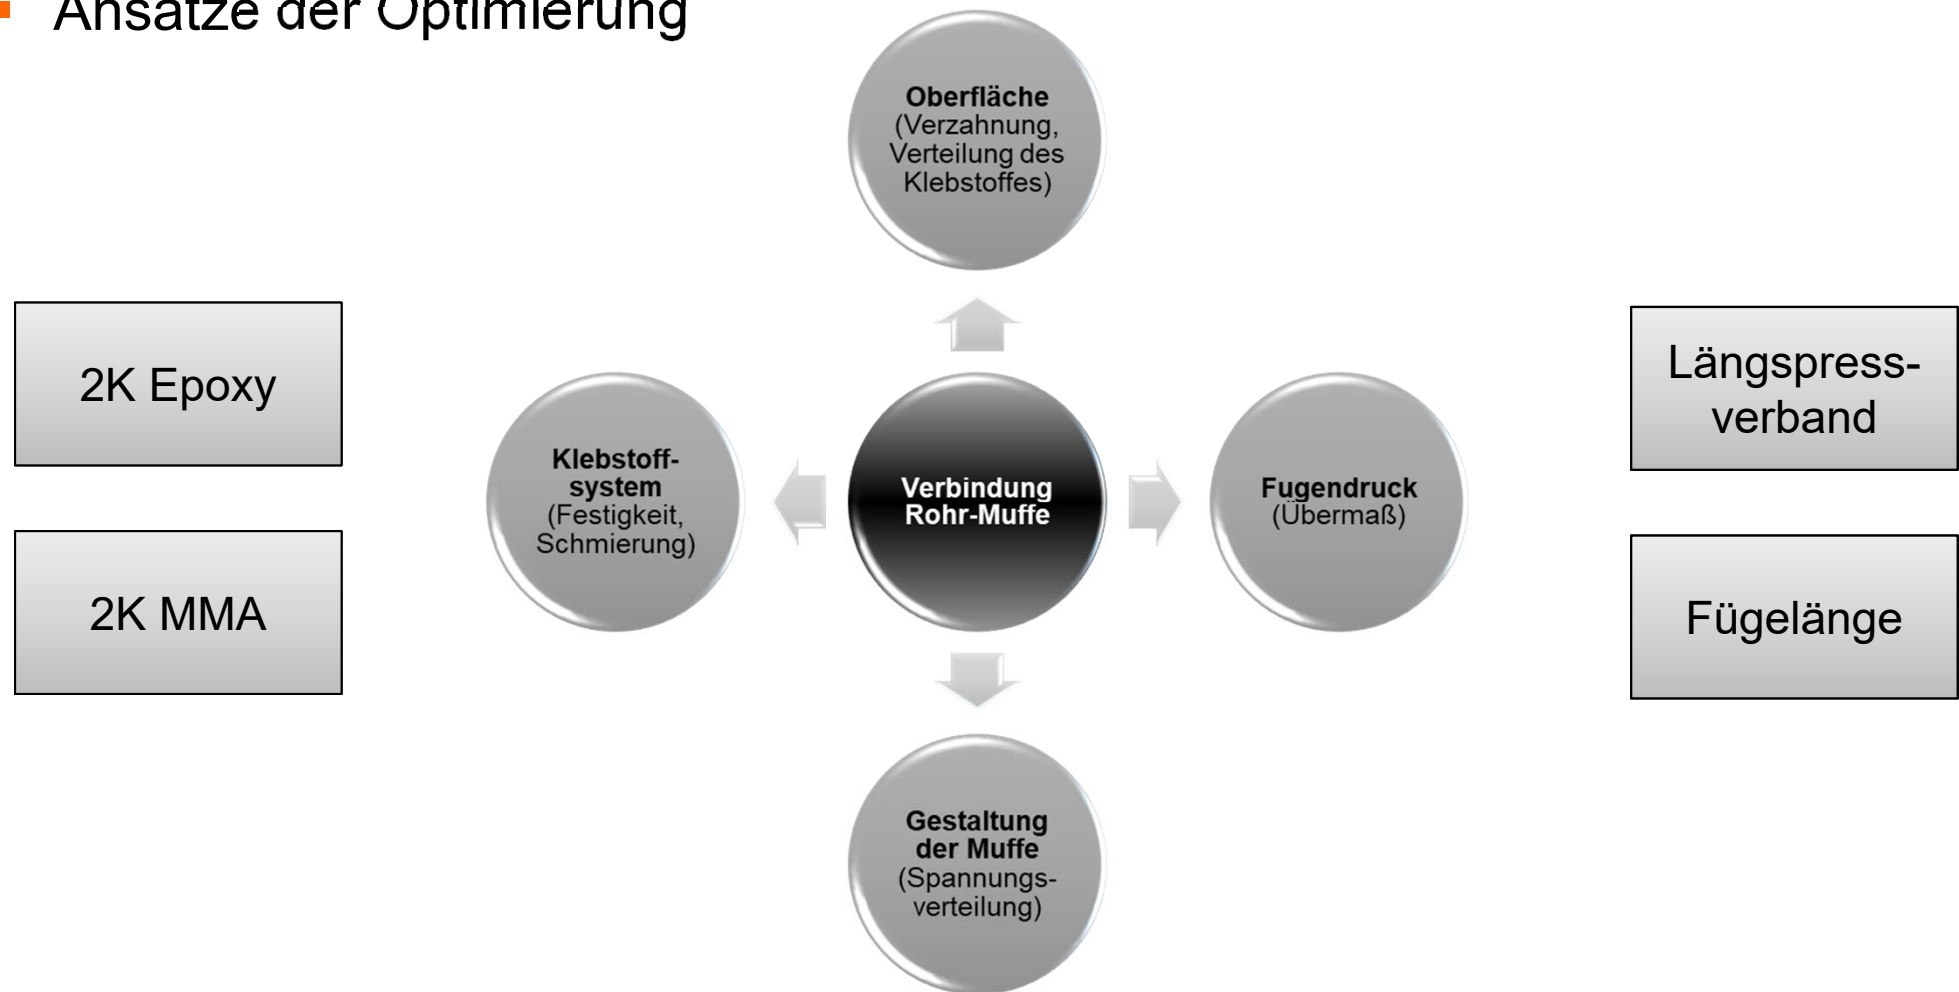 Ansätze der Optimierung
Oberfläche
(Verzahnung,
Verteilung des
Klebstoffes)
2K Epoxy
2K MMA
Klebstoff-
system
(Festigkeit,
Schmierung)
Verbindung
Rohr-Muffe
Fugendruck
(Übermaß)
Längspress-
verband
Fügelänge
Gestaltung
der Muffe
(Spannungs-
verteilung)